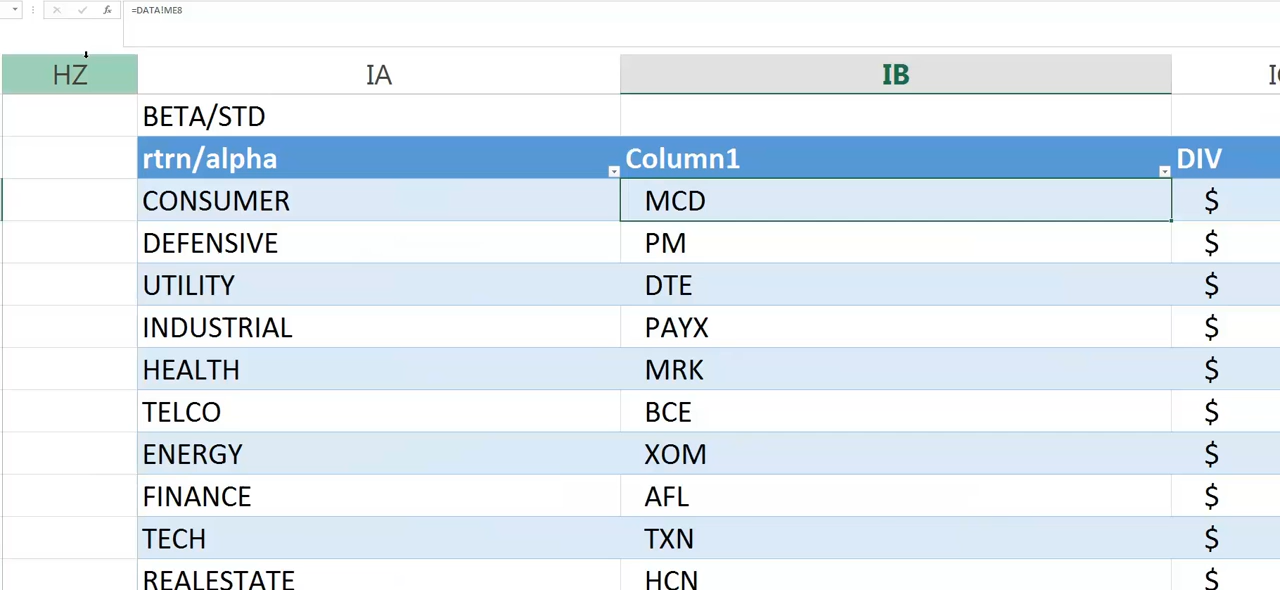 =DATA!ME8
HZ IA IB
BETA/STD
rtrn/alpha Column1 DIV
CONSUMER MCD $
DEFENSIVE PM $
UTILITY DTE $
INDUSTRIAL PAYX $
HEALTH MRK $
TELCO BCE $
ENERGY XOM $
FINANCE AFL $
TECH TXN $
REALESTATE HCN $